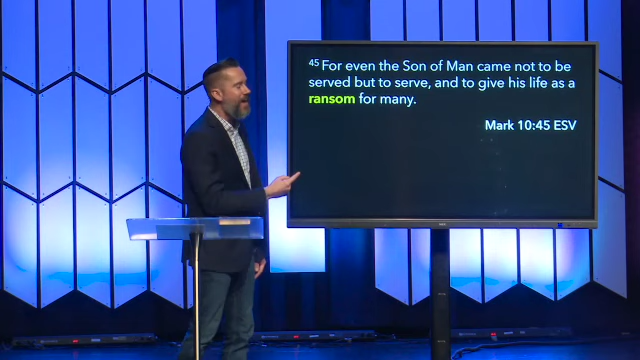 45 For even the Son of Man came not to be
served but to serve, and to give his life as a
ransom for many.
Mark 10:45 ESV